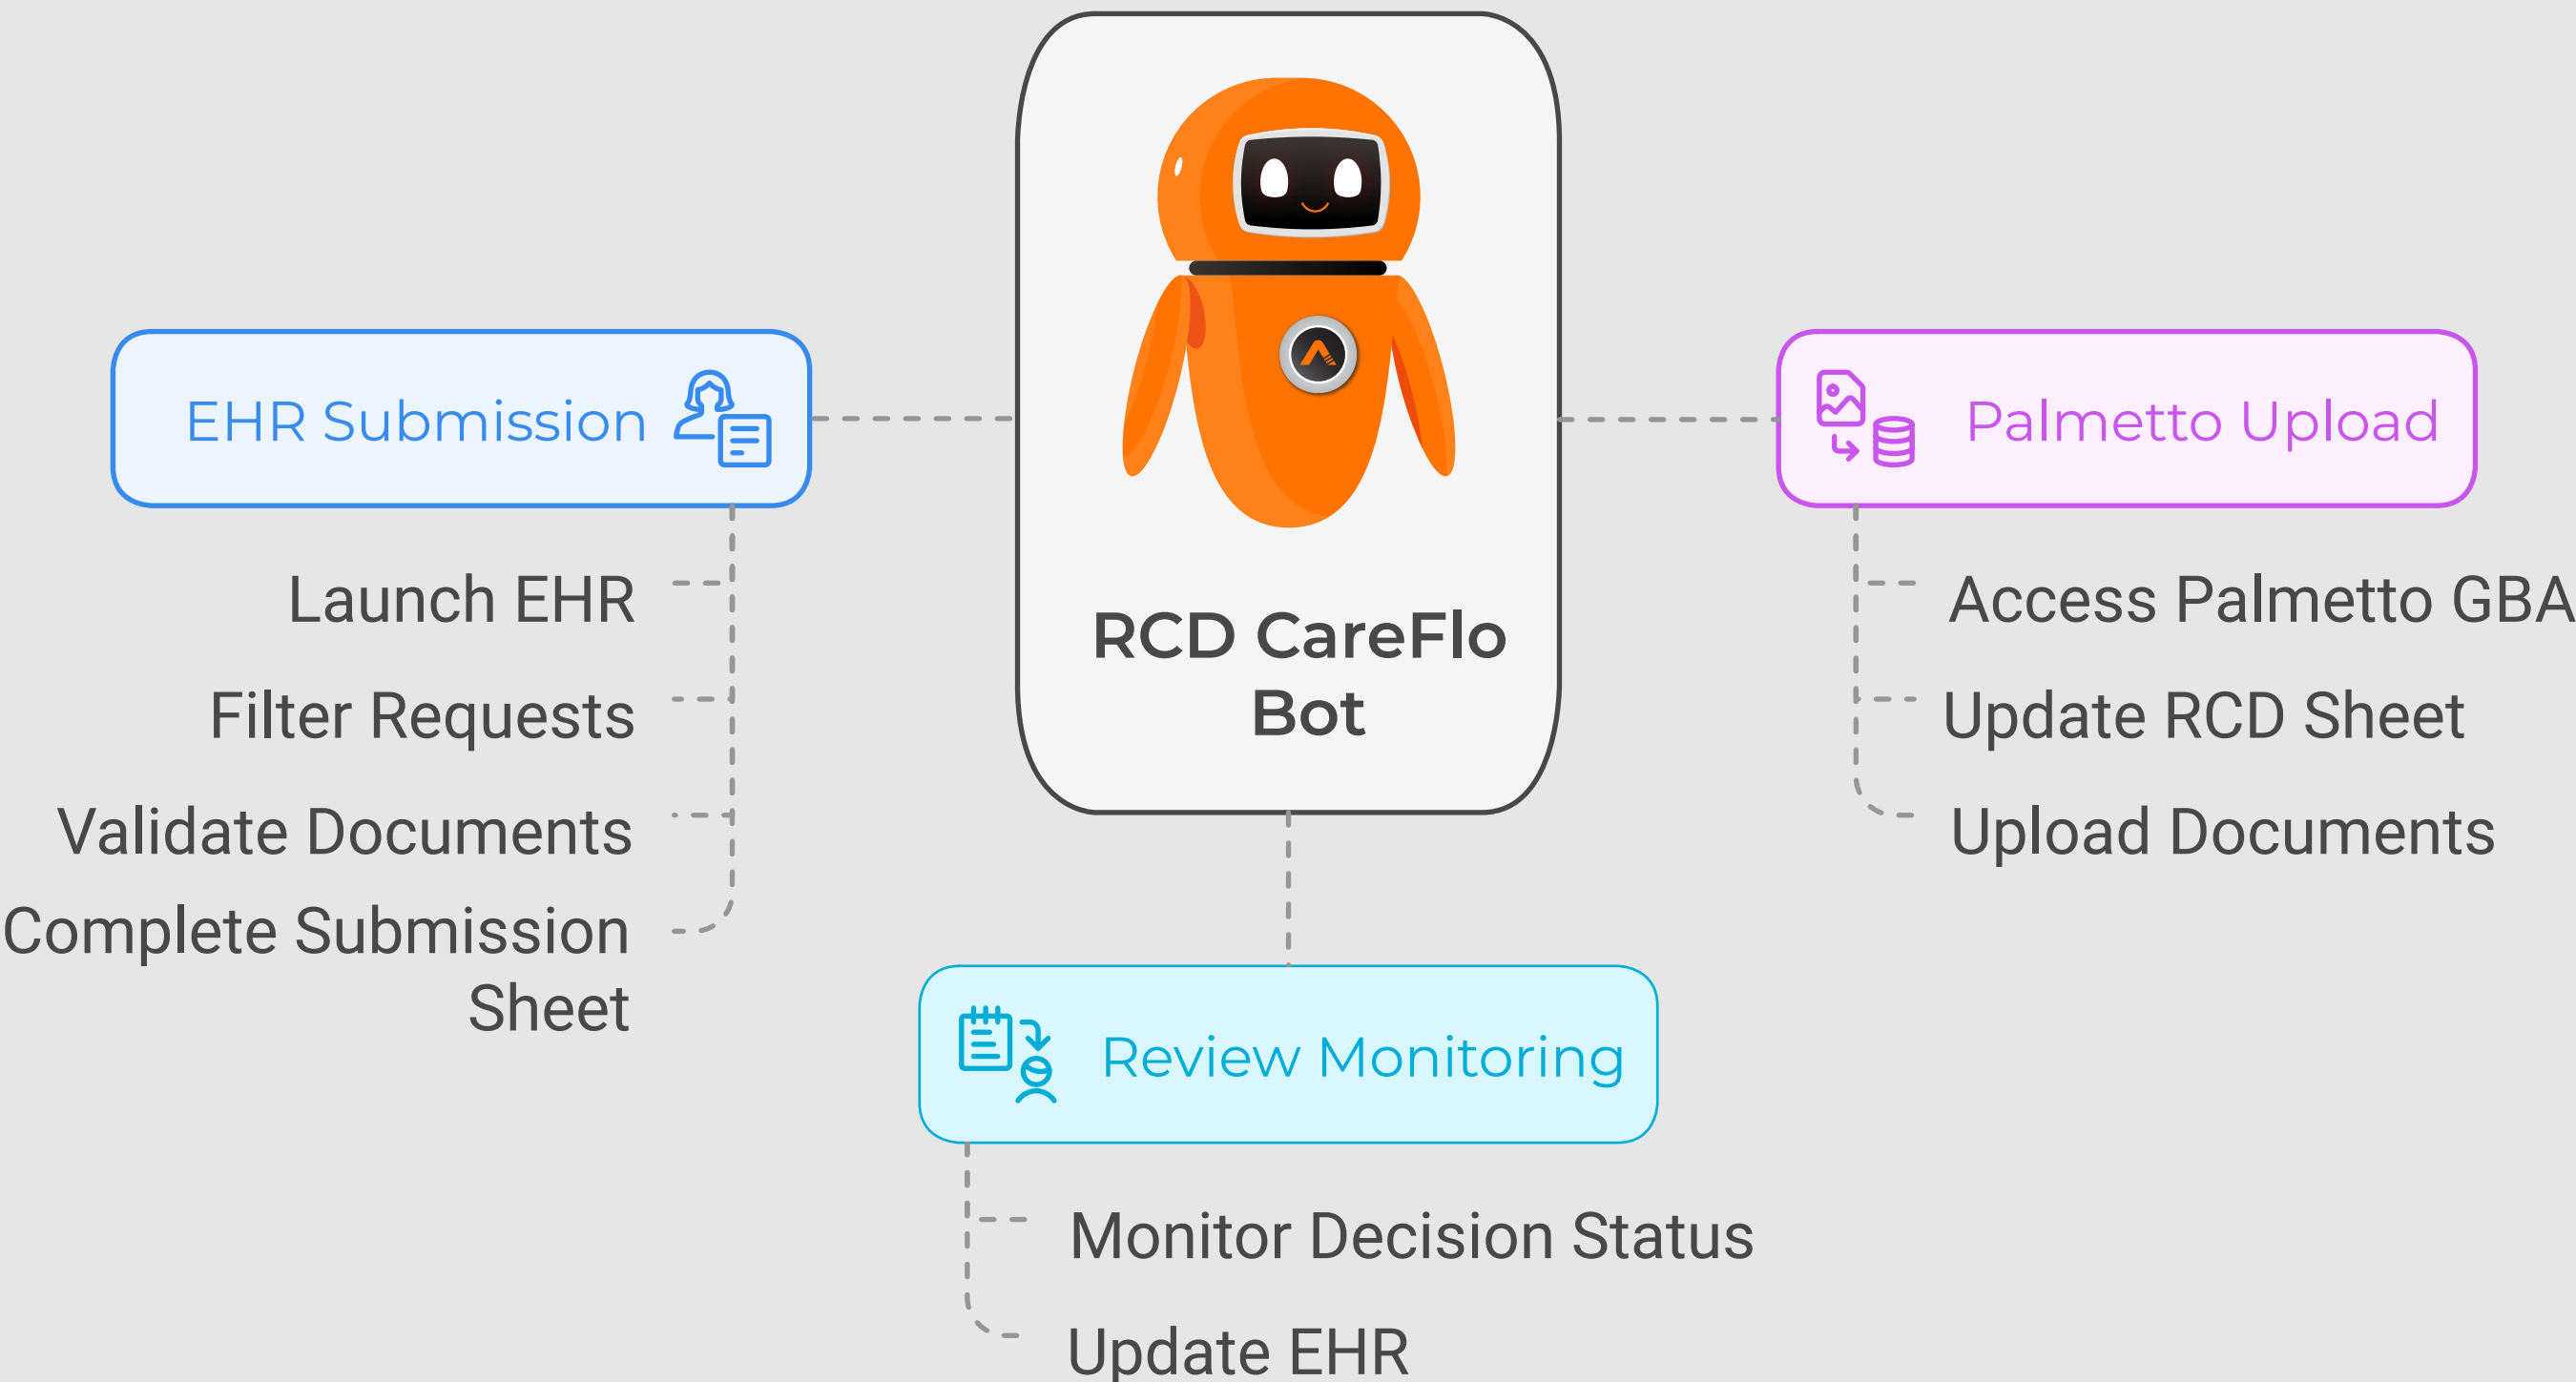 RCD CareFlo
Bot
EHR Submission
Launch EHR
Filter Requests
Validate Documents
Complete Submission
Sheet
Palmetto Upload
Access Palmetto GBA
Update RCD Sheet
Upload Documents
Review Monitoring
Monitor Decision Status
Update EHR